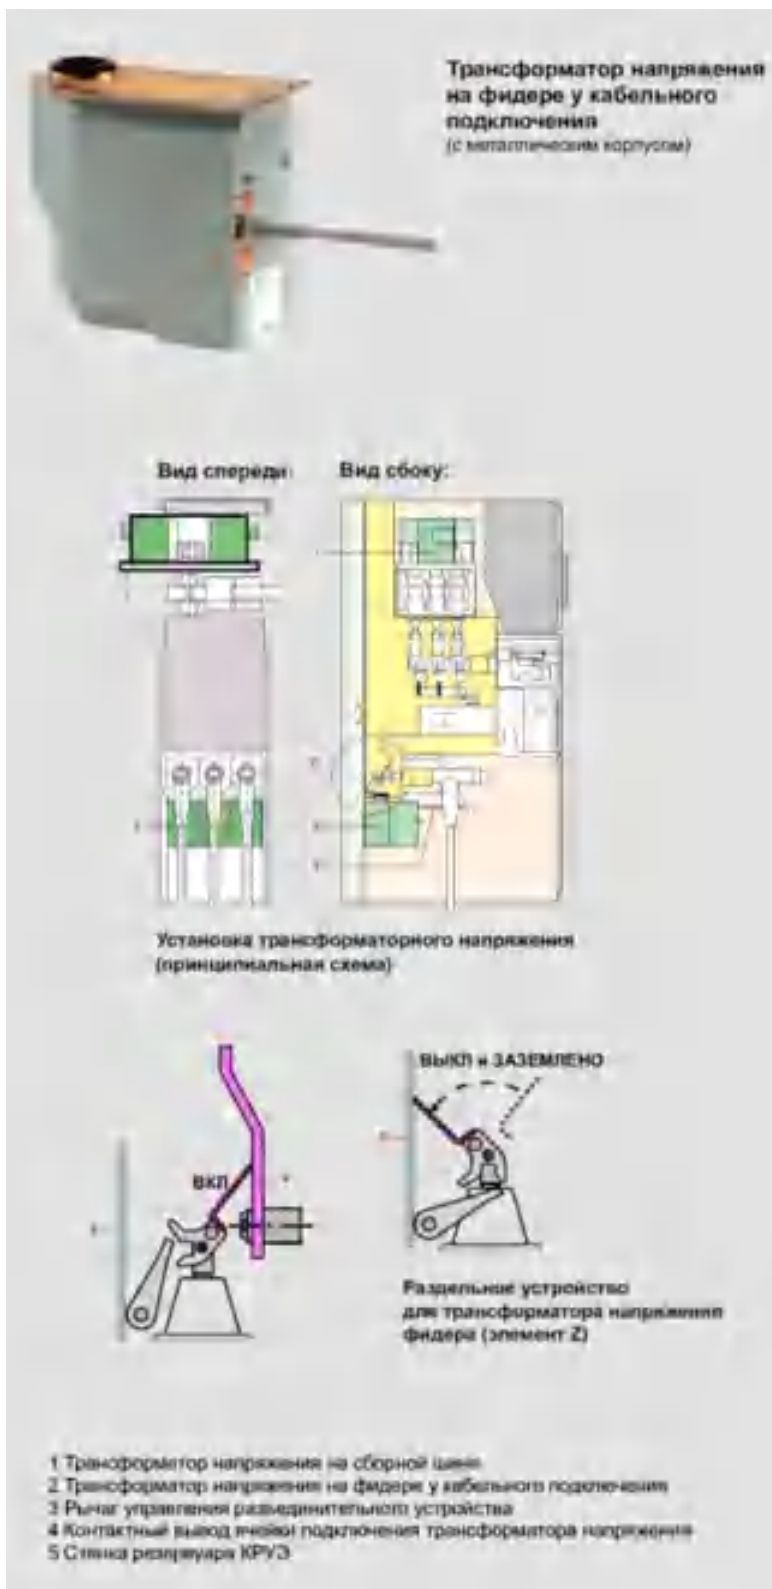 Трансформатор напряжения
на фидере у кабельного
подключения
(с металлическим корпусом)
Вид спереди:
Вид сбоку:
Установка трансформаторного напряжения
(принципиальная схема)
ВЫКЛ и ЗАЗЕМЛЕНО
ВКЛ
Раздельное устройство
для трансформатора напряжения
фидера (элемент Z)
1 Трансформатор напряжения на сборной шине
2 Трансформатор напряжения на фидере у кабельного подключения
3 Рычаг управления разъединительного устройства
4 Контактный вывод ячейки подключения трансформатора напряжения
5 Стенка резервуара КРУЭ